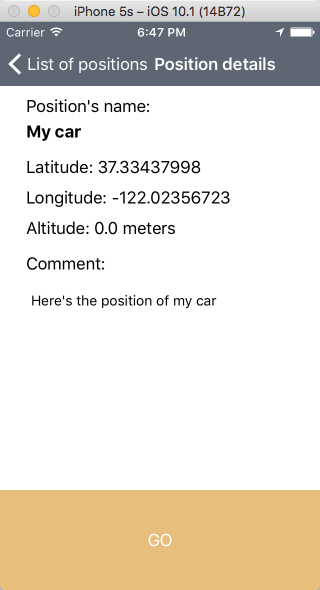 iPhone 5s – iOS 10.1 (14B72)
Carrier 6:47 PM
List of positions Position details
Position's name:
My car
Latitude: 37.33437998
Longitude: -122.02356723
Altitude: 0.0 meters
Comment:
Here's the position of my car
GO